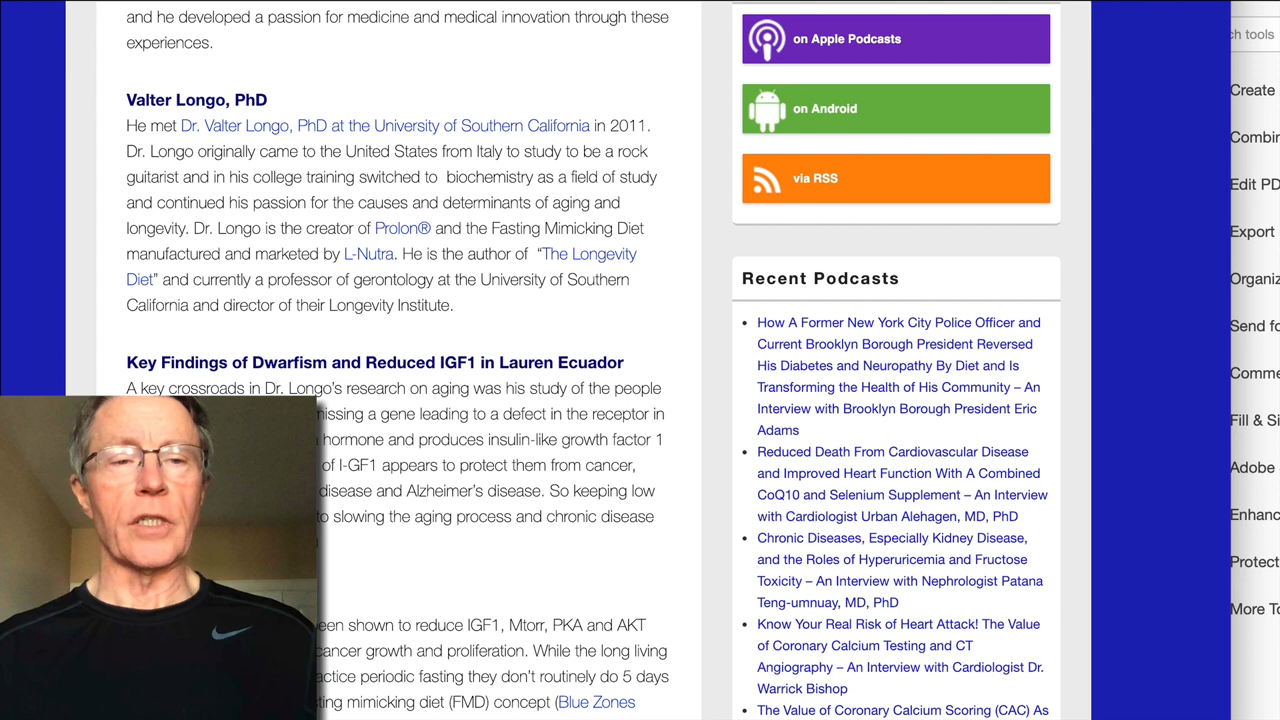 and he developed a passion for medicine and medical innovation through these
experiences.
Valter Longo, PhD
He met Dr. Valter Longo, PhD at the University of Southern California in 2011.
Dr. Longo originally came to the United States from Italy to study to be a rock
guitarist and in his college training switched to biochemistry as a field of study
and continued his passion for the causes and determinants of aging and
longevity. Dr. Longo is the creator of Prolon® and the Fasting Mimicking Diet
manufactured and marketed by L-Nutra. He is the author of “The Longevity
Diet” and currently a professor of gerontology at the University of Southern
California and director of their Longevity Institute.
Key Findings of Dwarfism and Reduced IGF1 in Lauren Ecuador
A key crossroads in Dr. Longo’s research on aging was his study of the people
missing a gene leading to a defect in the receptor in
hormone and produces insulin-like growth factor 1
of I-GF1 appears to protect them from cancer,
disease and Alzheimer’s disease. So keeping low
to slowing the aging process and chronic disease
een shown to reduce IGF1, Mtorr, PKA and AKT
cancer growth and proliferation. While the long living
actice periodic fasting they don't routinely do 5 days
ting mimicking diet (FMD) concept (Blue Zones
on Apple Podcasts
on Android
via RSS
Recent Podcasts
How A Former New York City Police Officer and
Current Brooklyn Borough President Reversed
His Diabetes and Neuropathy By Diet and Is
Transforming the Health of His Community – An
Interview with Brooklyn Borough President Eric
Adams
Reduced Death From Cardiovascular Disease
and Improved Heart Function With A Combined
CoQ10 and Selenium Supplement – An Interview
with Cardiologist Urban Alehagen, MD, PhD
Chronic Diseases, Especially Kidney Disease,
and the Roles of Hyperuricemia and Fructose
Toxicity – An Interview with Nephrologist Patana
Teng-umnuay, MD, PhD
Know Your Real Risk of Heart Attack! The Value
of Coronary Calcium Testing and CT
Angiography – An Interview with Cardiologist Dr.
Warrick Bishop
The Value of Coronary Calcium Scoring (CAC) As
ch tools
Create
Combin
Edit PD
Export
Organiz
Send fo
Comme
Fill & Si
Adobe
Enhanc
Protect
More To